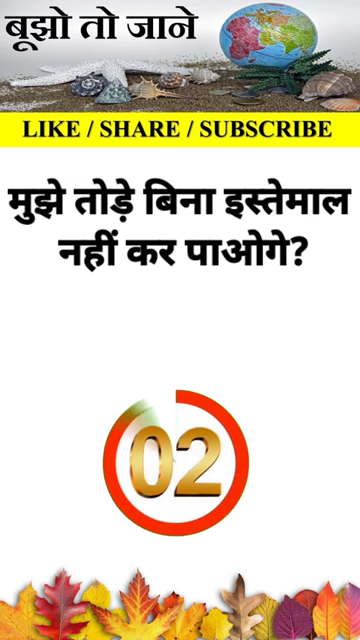 बूझो तो जाने
LIKE / SHARE / SUBSCRIBE
मुझे तोड़े बिना इस्तेमाल
नहीं कर पाओगे?
02